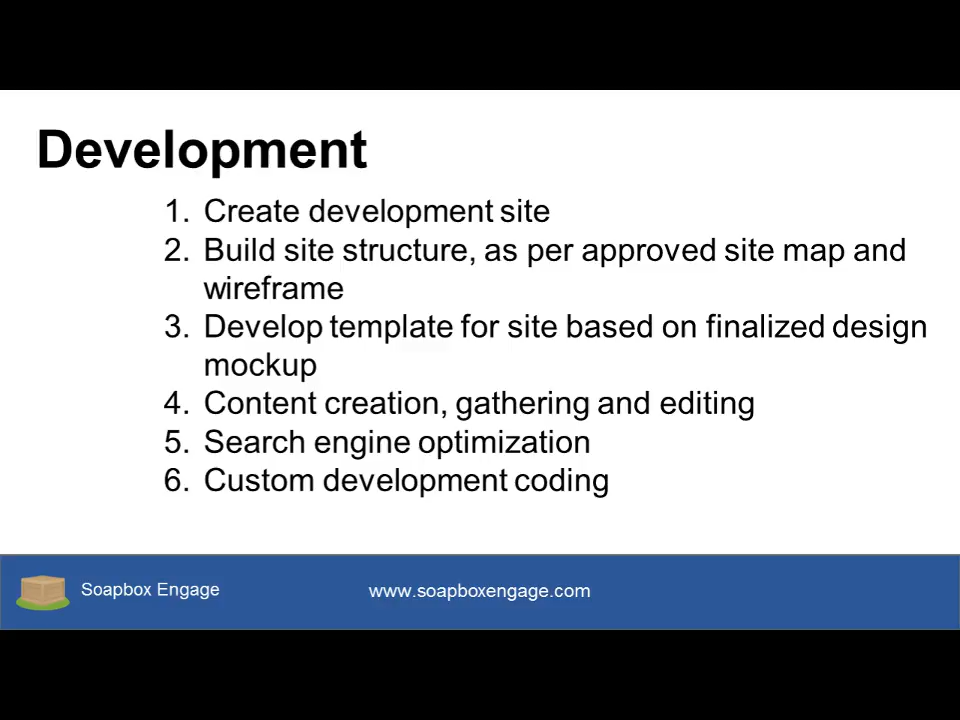 Development
1. Create development site
2. Build site structure, as per approved site map and
wireframe
3. Develop template for site based on finalized design
mockup
4. Content creation, gathering and editing
5. Search engine optimization
6. Custom development coding
Soapbox Engage
www.soapboxengage.com